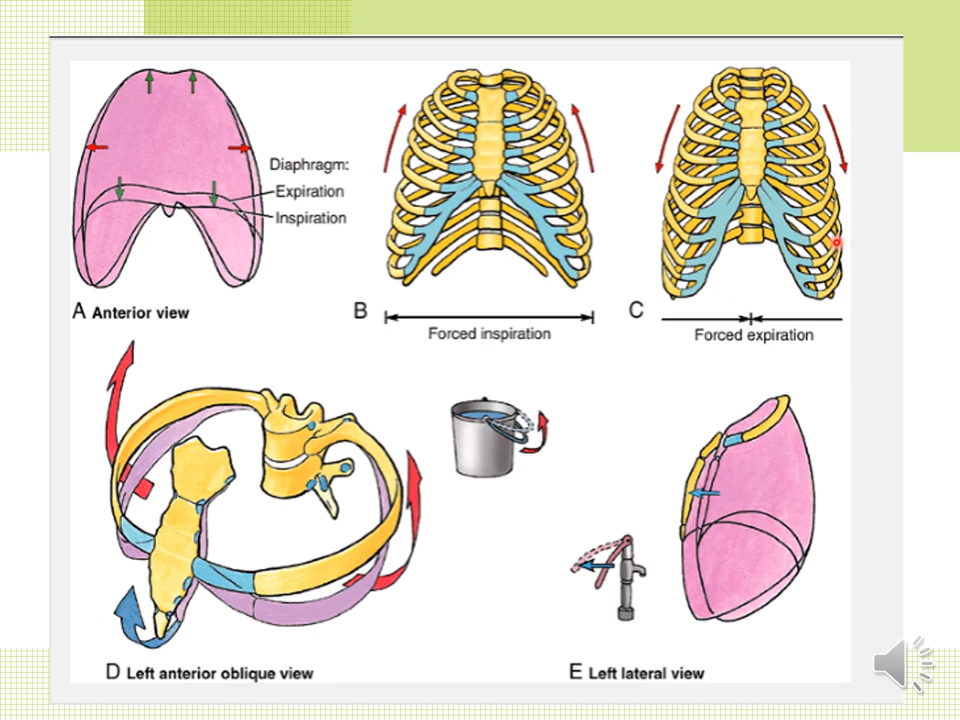 Diaphragm:
Expiration
Inspiration
A Anterior view
B
Forced inspiration
C
Forced expiration
D Left anterior oblique view
E Left lateral view